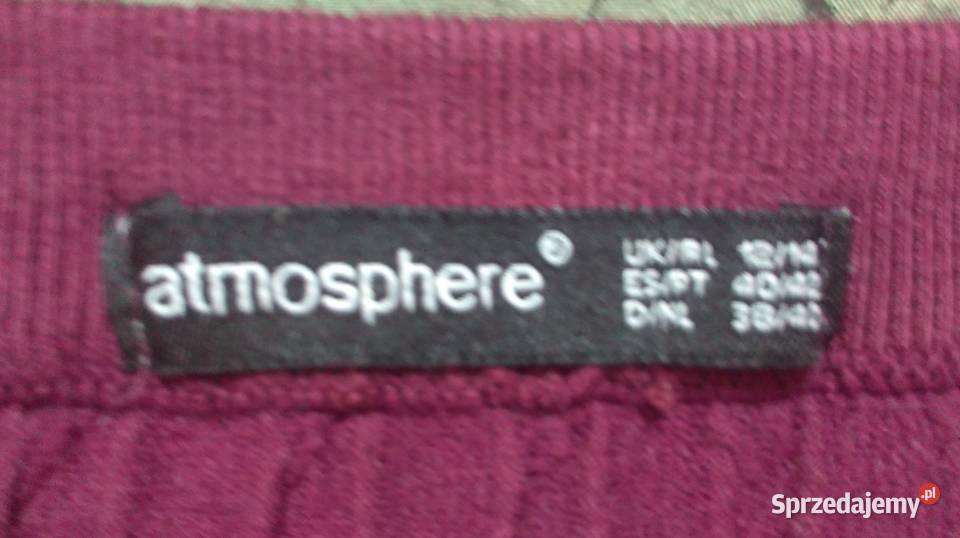 atmosphere®
UK/IRL 12/14
ES/PT 40/42
D/NL 38/40
Sprzedajemy.pl